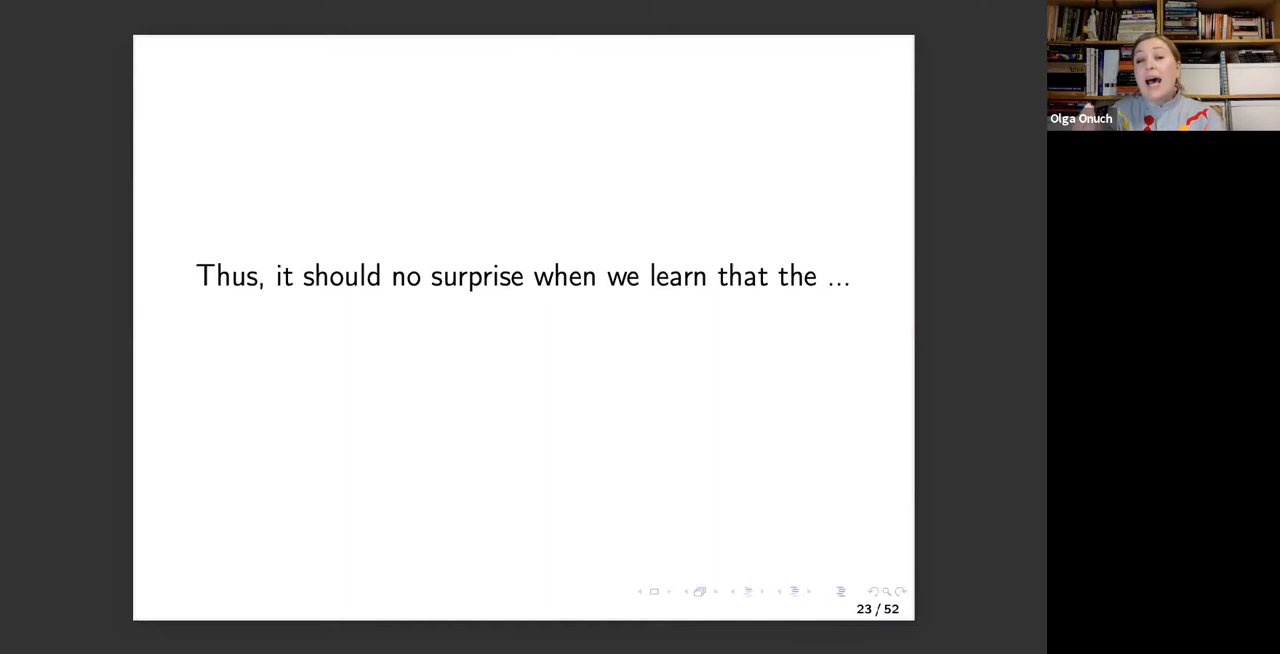 Olga Onuch
Thus, it should no surprise when we learn that the ...
23 / 52